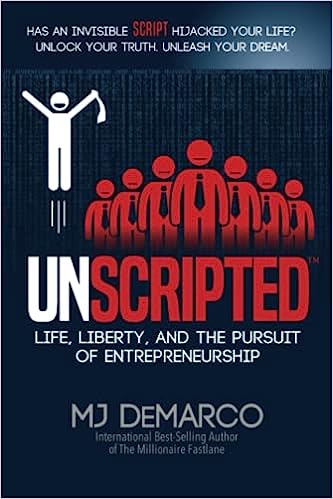 HAS AN INVISIBLE SCRIPT HIJACKED YOUR LIFE?
UNLOCK YOUR TRUTH. UNLEASH YOUR DREAM.
UNSCRIPTED™
LIFE, LIBERTY, AND THE PURSUIT
OF ENTREPRENEURSHIP
MJ DEMARCO
International Best-Selling Author
of The Millionaire Fastlane